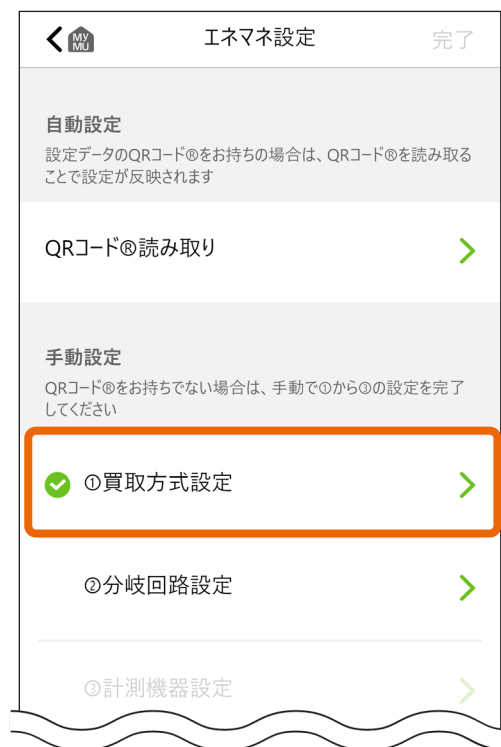 MY
MU
エネマネ設定
完了
自動設定
設定データのQRコード®をお持ちの場合は、QRコード®を読み取る
ことで設定が反映されます
QRコード®読み取り
手動設定
QRコード®をお持ちでない場合は、手動で①から③の設定を完了
してください
①買取方式設定
②分岐回路設定
③計測機器設定